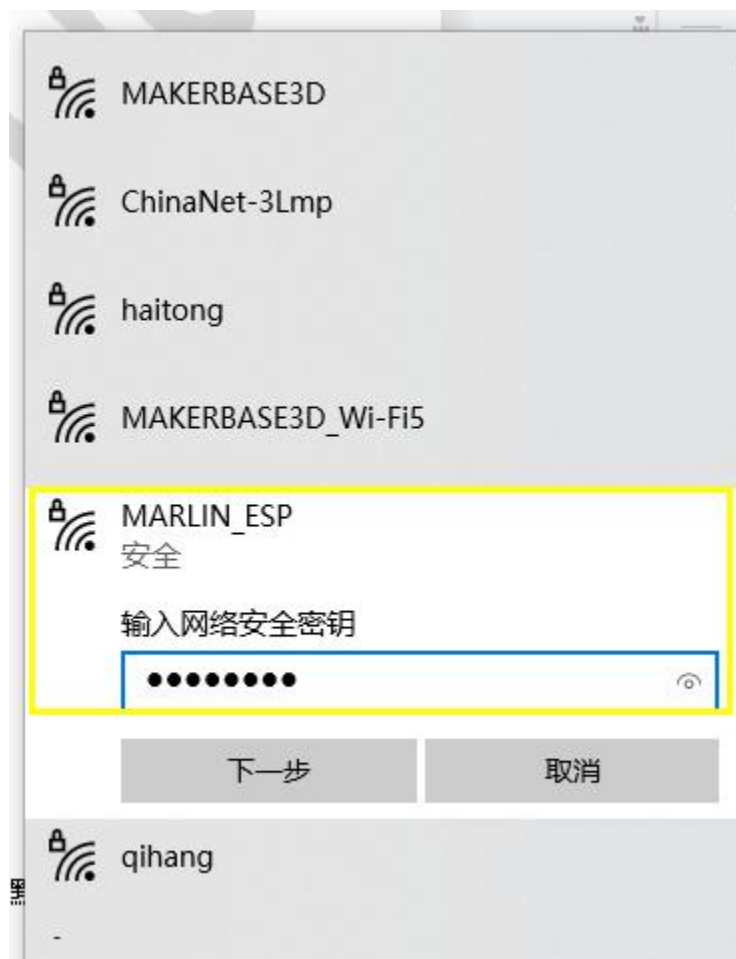 MAKERBASE3D
ChinaNet-3Lmp
haitong
MAKERBASE3D_Wi-Fi5
MARLIN_ESP
安全
输入网络安全密钥
●●●●●●●●
下一步
取消
qihang